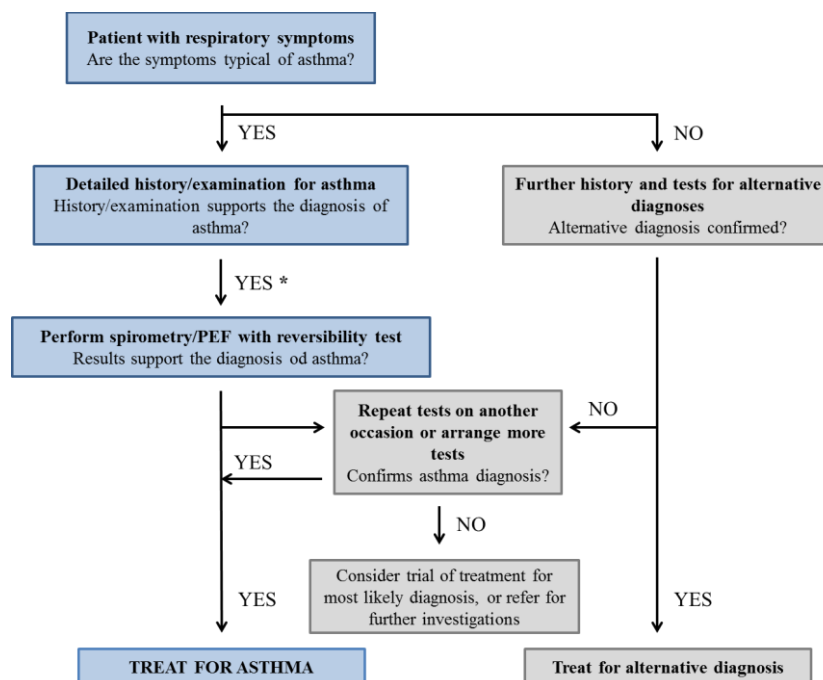 Patient with respiratory symptoms
Are the symptoms typical of asthma?
YES
NO
Detailed history/examination for asthma
History/examination supports the diagnosis of
asthma?
Further history and tests for alternative
diagnoses
Alternative diagnosis confirmed?
YES *
Perform spirometry/PEF with reversibility test
Results support the diagnosis od asthma?
Repeat tests on another
occasion or arrange more
tests
Confirms asthma diagnosis?
NO
YES
NO
Consider trial of treatment for
most likely diagnosis, or refer for
further investigations
YES
YES
TREAT FOR ASTHMA
Treat for alternative diagnosis